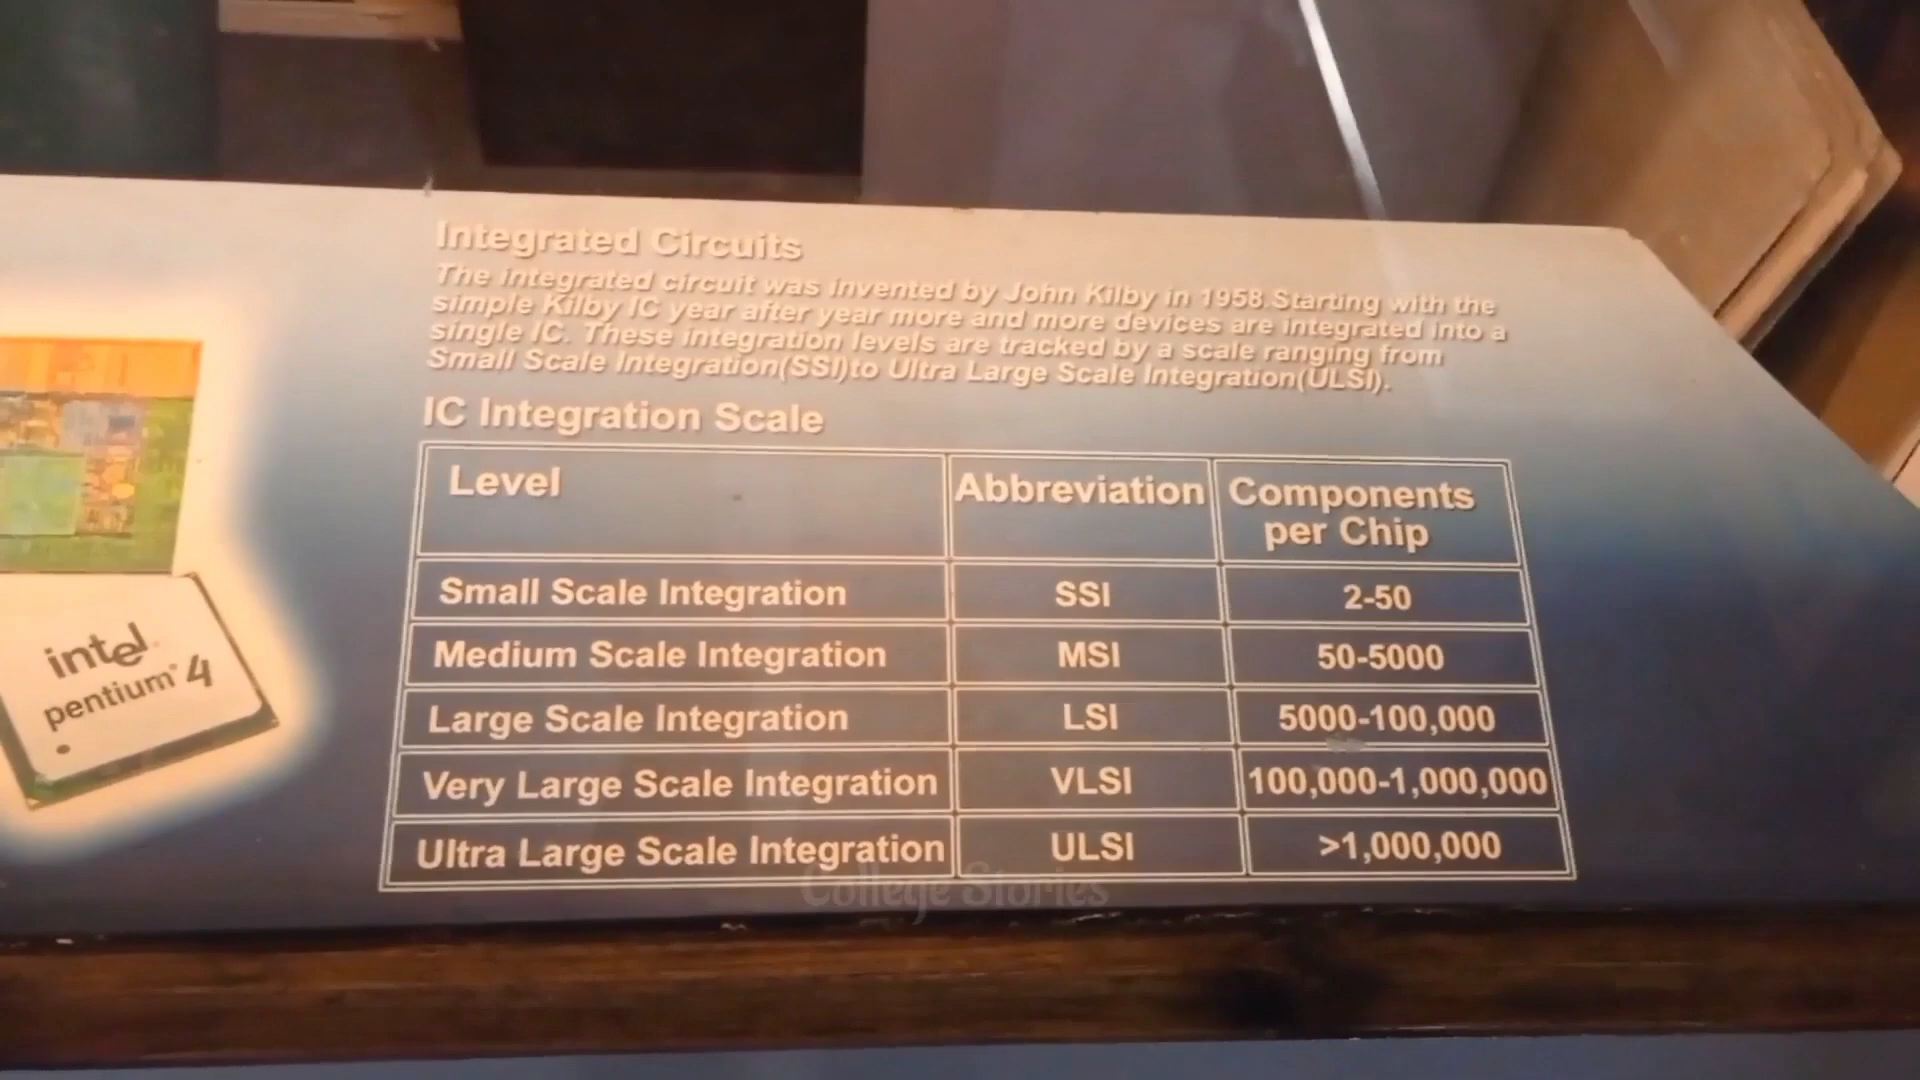 Integrated Circuits
The integrated circuit was invented by John Kilby in 1958.Starting with the
simple Kilby IC year after year more and more devices are integrated into a
single IC. These integration levels are tracked by a scale ranging from
Small Scale Integration(SSI)to Ultra Large Scale Integration(ULSI).
IC Integration Scale
Level Abbreviation Components
per Chip
Small Scale Integration SSI 2-50
Medium Scale Integration MSI 50-5000
Large Scale Integration LSI 5000-100,000
Very Large Scale Integration VLSI 100,000-1,000,000
Ultra Large Scale Integration ULSI >1,000,000
intel
pentium 4
College Stories